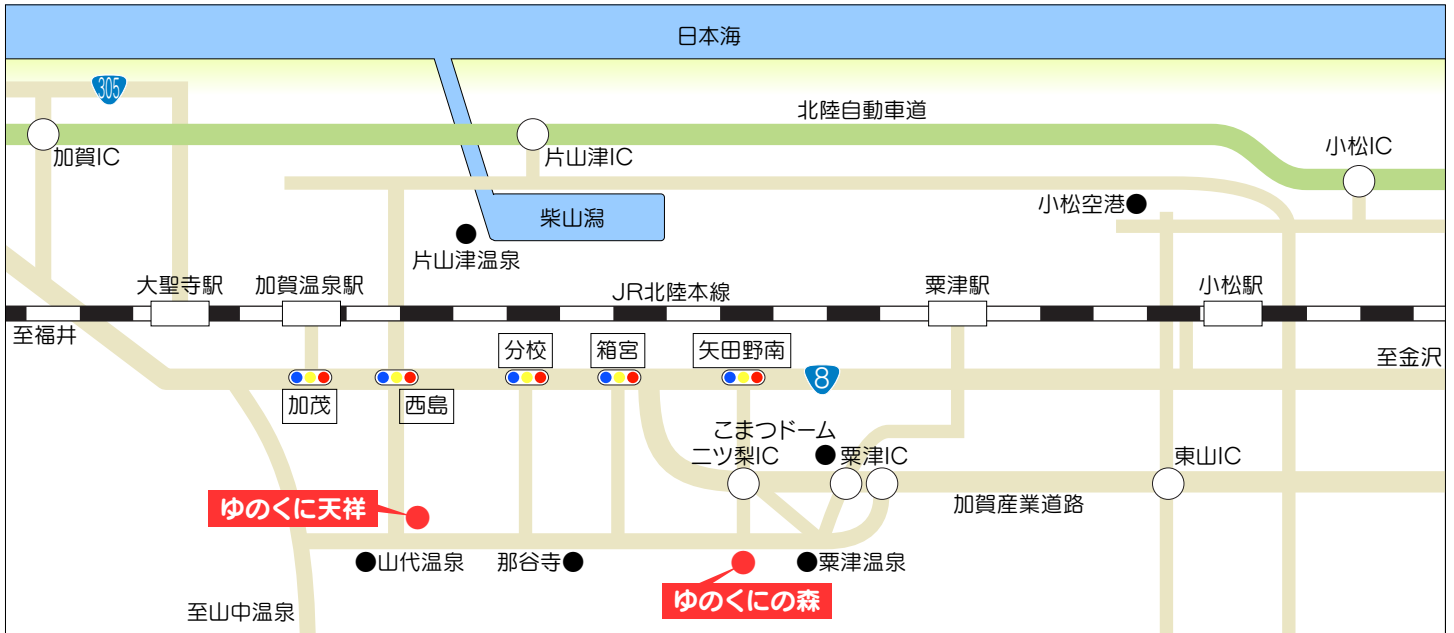 日本海
305
北陸自動車道
加賀IC
片山津IC
小松IC
柴山潟
小松空港
片山津温泉
大聖寺駅
加賀温泉駅
JR北陸本線
粟津駅
小松駅
至福井
分校
箱宮
矢田野南
至金沢
8
加茂
西島
こまつドーム
二ツ梨IC
粟津IC
東山IC
加賀産業道路
ゆのくに天祥
山代温泉
那谷寺
粟津温泉
ゆのくにの森
至山中温泉